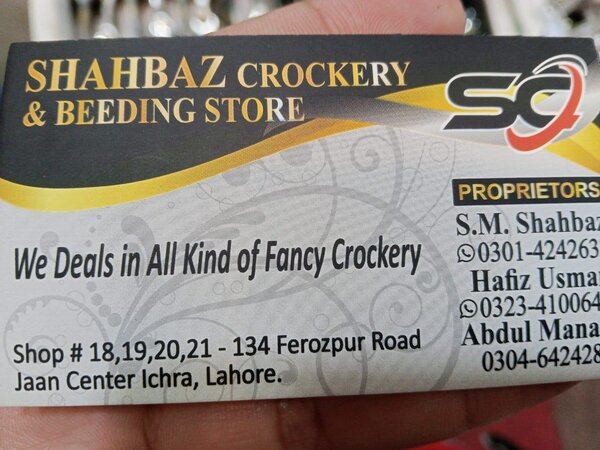 SHAHBAZ CROCKERY
& BEEDING STORE
SC
PROPRIETORS
S.M. Shahbaz
0301-424263
Hafiz Usma
0323-410064
Abdul Mana
0304-642428
We Deals in All Kind of Fancy Crockery
Shop # 18,19,20,21 - 134 Ferozpur Road
Jaan Center Ichra, Lahore.